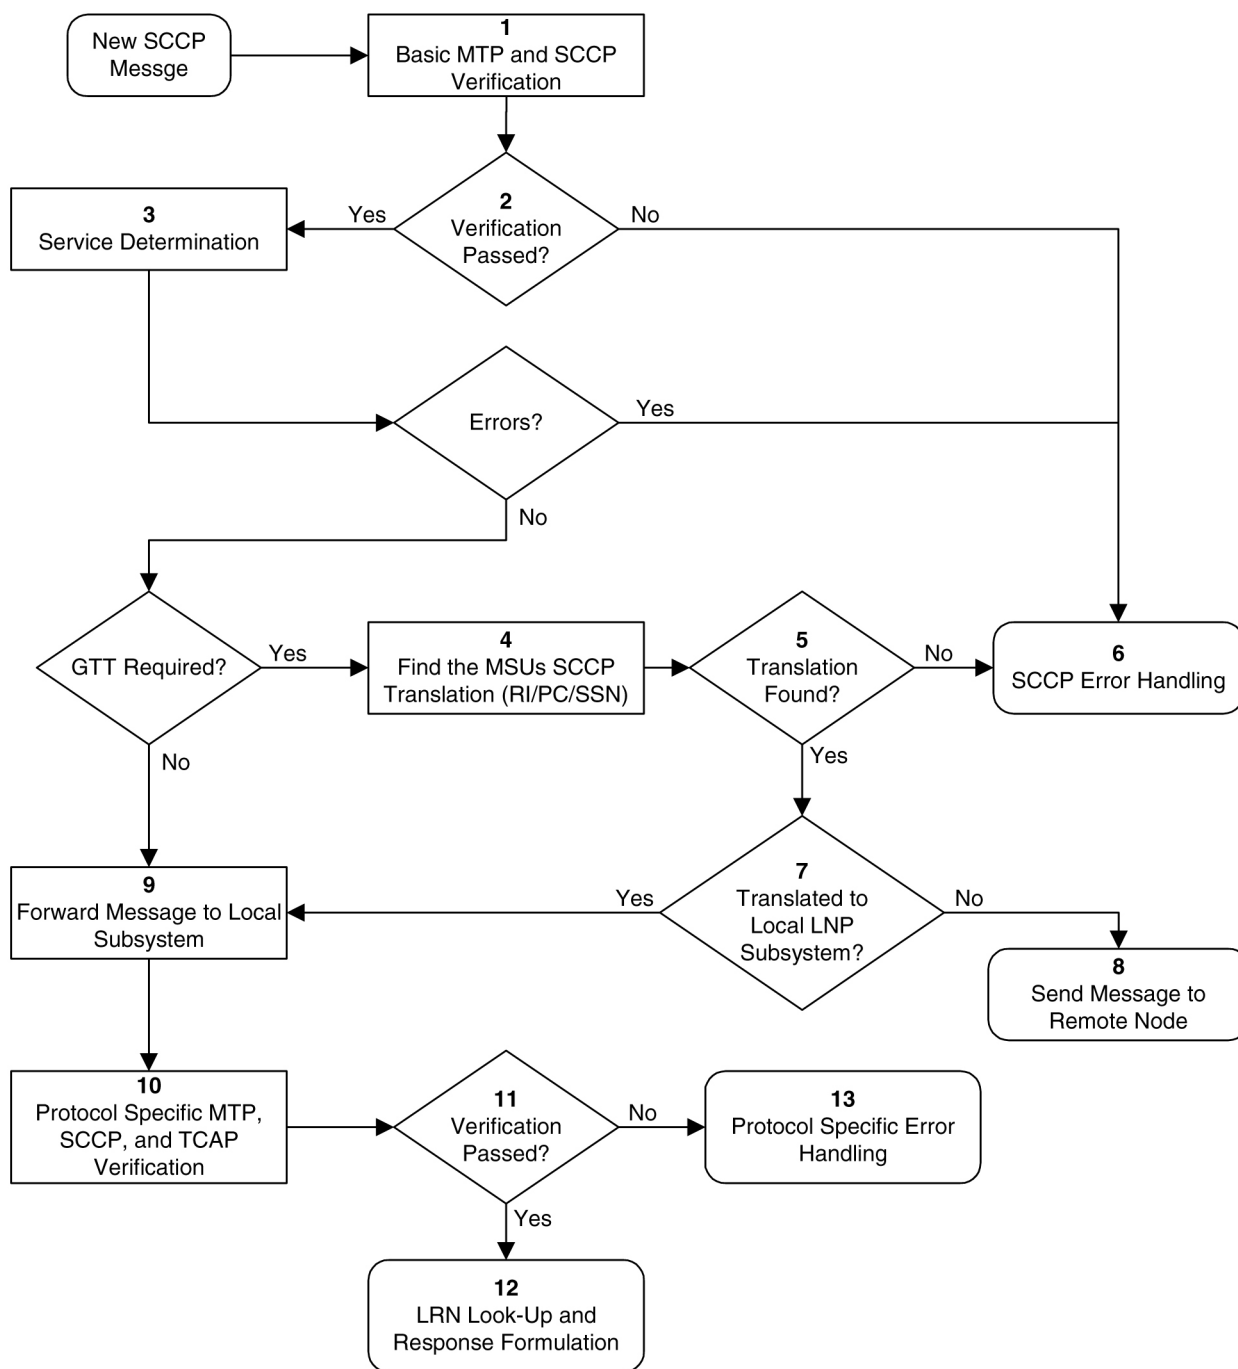 New SCCP
Messge
1
Basic MTP and SCCP
Verification
2
Verification
Passed?
Yes
No
3
Service Determination
Errors?
Yes
No
GTT Required?
Yes
No
4
Find the MSUs SCCP
Translation (RI/PC/SSN)
5
Translation
Found?
No
Yes
6
SCCP Error Handling
7
Translated to
Local LNP
Subsystem?
Yes
No
8
Send Message to
Remote Node
9
Forward Message to Local
Subsystem
10
Protocol Specific MTP,
SCCP, and TCAP
Verification
11
Verification
Passed?
No
Yes
13
Protocol Specific Error
Handling
12
LRN Look-Up and
Response Formulation